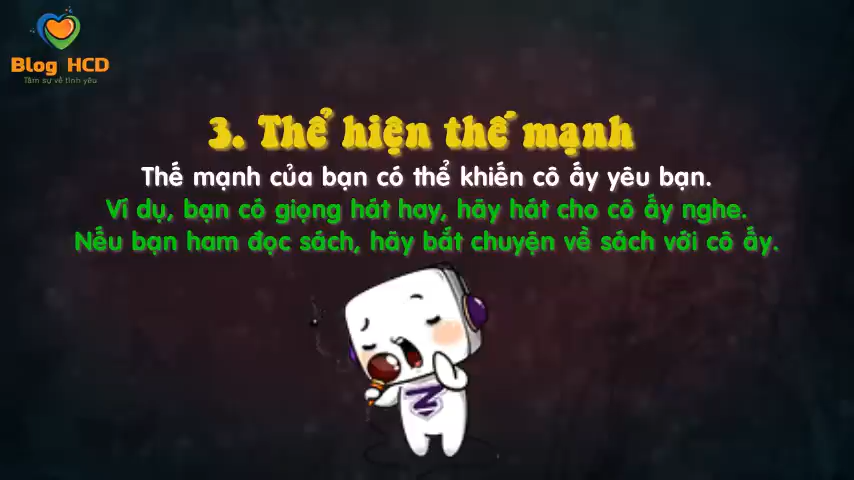 Blog HCD
Tâm sự về tình yêu
3. Thể hiện thế mạnh
Thế mạnh của bạn có thể khiến cô ấy yêu bạn.
Ví dụ, bạn có giọng hát hay, hãy hát cho cô ấy nghe.
Nếu bạn ham đọc sách, hãy bắt chuyện về sách với cô ấy.
Z